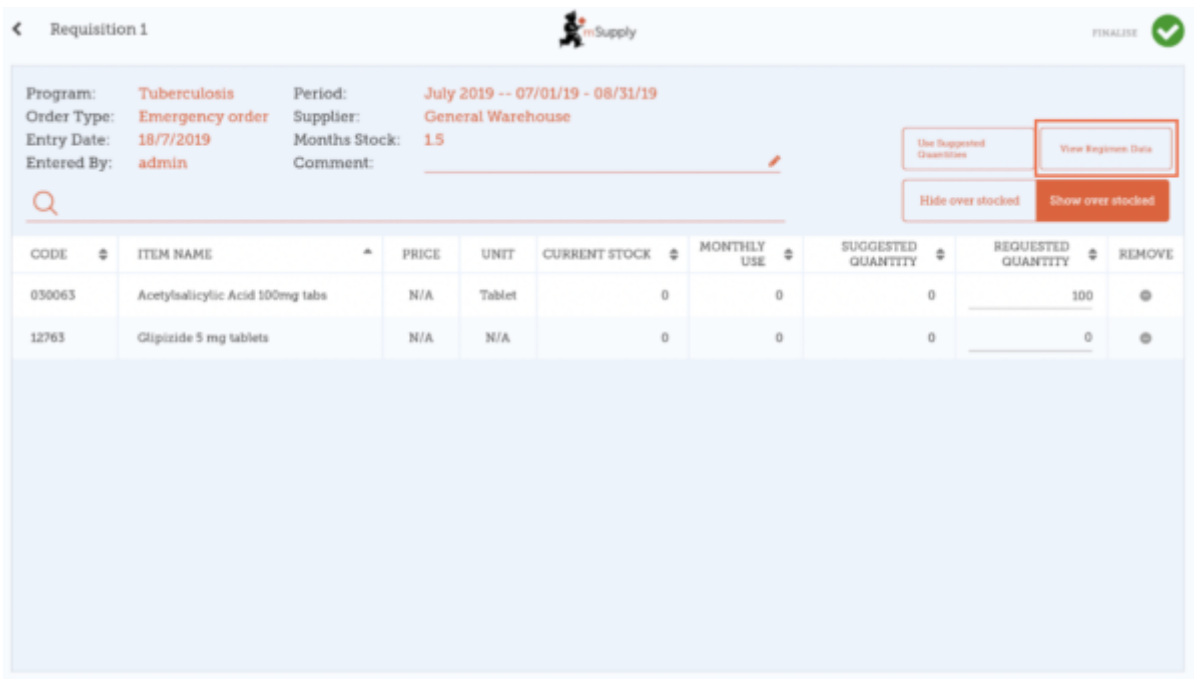 Requisition 1
mSupply
FINALISE
Program: Tuberculosis Period: July 2019 -- 07/01/19 - 08/31/19
Order Type: Emergency order Supplier: General Warehouse
Entry Date: 18/7/2019 Months Stock: 1.5
Entered By: admin Comment:
Use Suggested
Quantities
View Regimen Data
Hide over stocked Show over stocked
CODE ITEM NAME PRICE UNIT CURRENT STOCK MONTHLY USE SUGGESTED QUANTITY REQUESTED QUANTITY REMOVE
030063 Acetylsalicylic Acid 100mg tabs N/A Tablet 0 0 0 100
12763 Glipizide 5 mg tablets N/A N/A 0 0 0 0